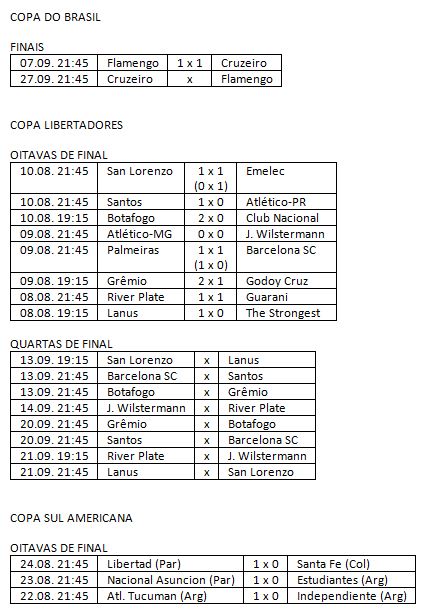 COPA DO BRASIL
FINAIS
07.09. 21:45 Flamengo 1 x 1 Cruzeiro
27.09. 21:45 Cruzeiro x Flamengo
COPA LIBERTADORES
OITAVAS DE FINAL
10.08. 21:45 San Lorenzo 1 x 1 Emelec
(0 x 1)
10.08. 21:45 Santos 1 x 0 Atlético-PR
10.08. 19:15 Botafogo 2 x 0 Club Nacional
09.08. 21:45 Atlético-MG 0 x 0 J. Wilstermann
09.08. 21:45 Palmeiras 1 x 1 Barcelona SC
(1 x 0)
09.08. 19:15 Grêmio 2 x 1 Godoy Cruz
08.08. 21:45 River Plate 1 x 1 Guarani
08.08. 19:15 Lanus 1 x 0 The Strongest
QUARTAS DE FINAL
13.09. 19:15 San Lorenzo x Lanus
13.09. 21:45 Barcelona SC x Santos
13.09. 21:45 Botafogo x Grêmio
14.09. 21:45 J. Wilstermann x River Plate
20.09. 21:45 Grêmio x Botafogo
20.09. 21:45 Santos x Barcelona SC
21.09. 19:15 River Plate x J. Wilstermann
21.09. 21:45 Lanus x San Lorenzo
COPA SUL AMERICANA
OITAVAS DE FINAL
24.08. 21:45 Libertad (Par) 1 x 0 Santa Fe (Col)
23.08. 21:45 Nacional Asuncion (Par) 1 x 0 Estudiantes (Arg)
22.08. 21:45 Atl. Tucuman (Arg) 1 x 0 Independiente (Arg)